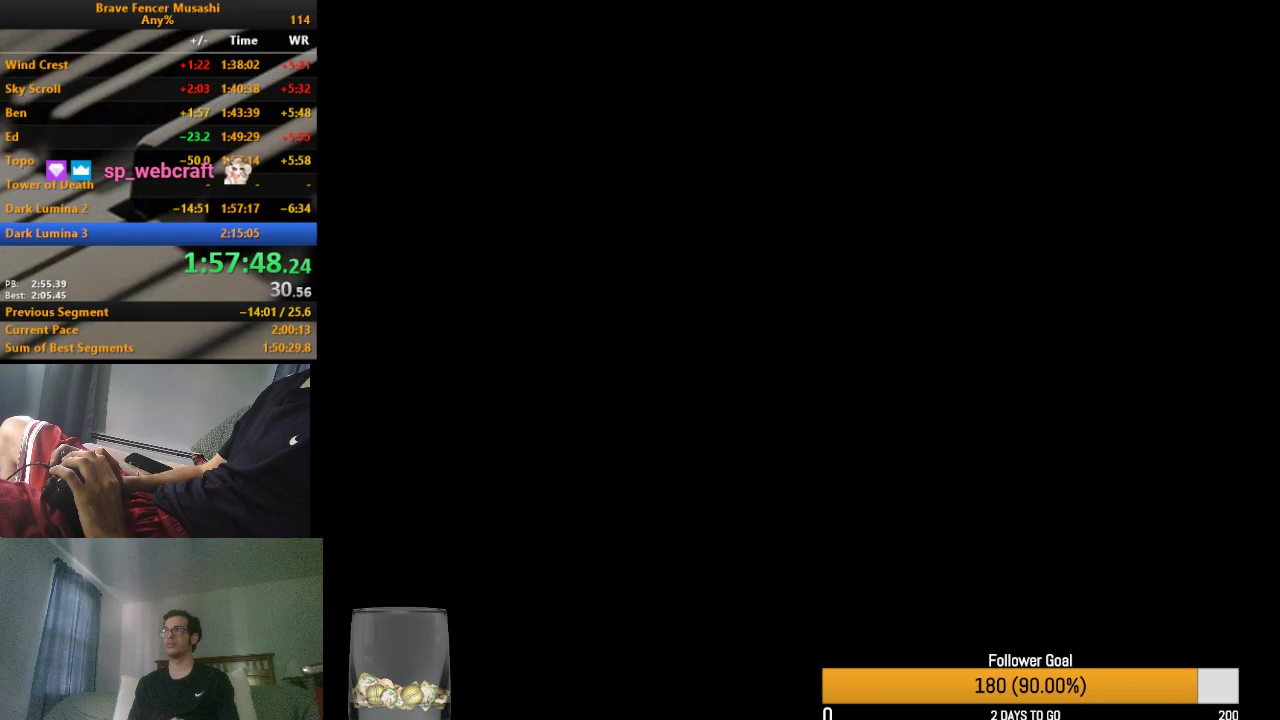 Brave Fencer Musashi
Any% 114
+/- Time WR
Wind Crest +1:22 1:38:02
Sky Scroll +2:03 1:40:38 +5:32
Ben +1:57 1:43:39 +5:48
Ed −23.2 1:49:29
Topo −50.0 +5:58
sp_webcraft
Tower of Death - - -
Dark Lumina 2 −14:51 1:57:17 −6:34
Dark Lumina 3 2:15:05
1:57:48.24
PB: 2:55.39
Best: 2:05.45
30.56
Previous Segment −14:01 / 25.6
Current Pace 2:00:13
Sum of Best Segments 1:50:29.8
Follower Goal
180 (90.00%)
0 2 DAYS TO GO 200